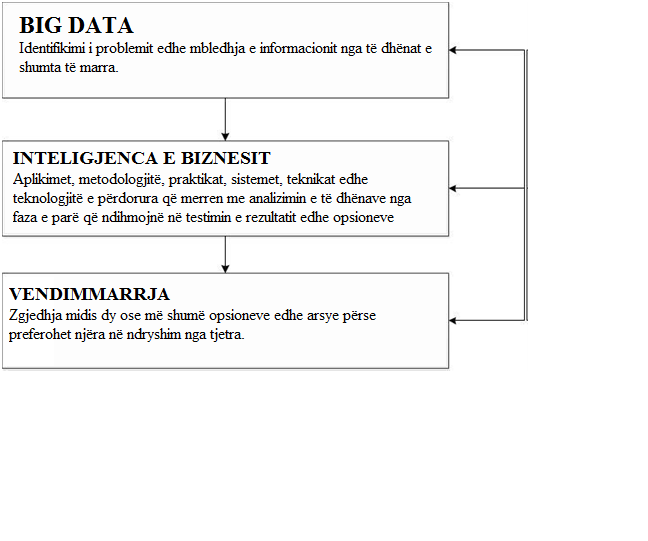 BIG DATA
Identifikimi i problemit edhe mbledhja e informacionit nga të dhënat e
shumta të marra.
INTELIGJENCA E BIZNESIT
Aplikimet, metodologjitë, praktikat, sistemet, teknikat edhe
teknologjitë e përdorura që merren me analizimin e të dhënave nga
faza e parë që ndihmojnë në testimin e rezultatit edhe opsioneve
VENDIMMARRJA
Zgjedhja midis dy ose më shumë opsioneve edhe arsye përse
preferohet njëra në ndryshim nga tjetra.